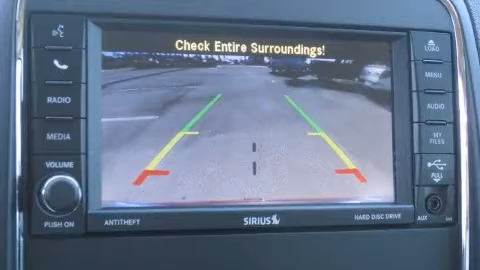 Check Entire Surroundings!
RADIO
MEDIA
VOLUME
PUSH ON
LOAD
MENU
AUDIO
MY
FILES
PULL
AUX
ANTITHEFT
SIRIUS
HARD DISC DRIVE